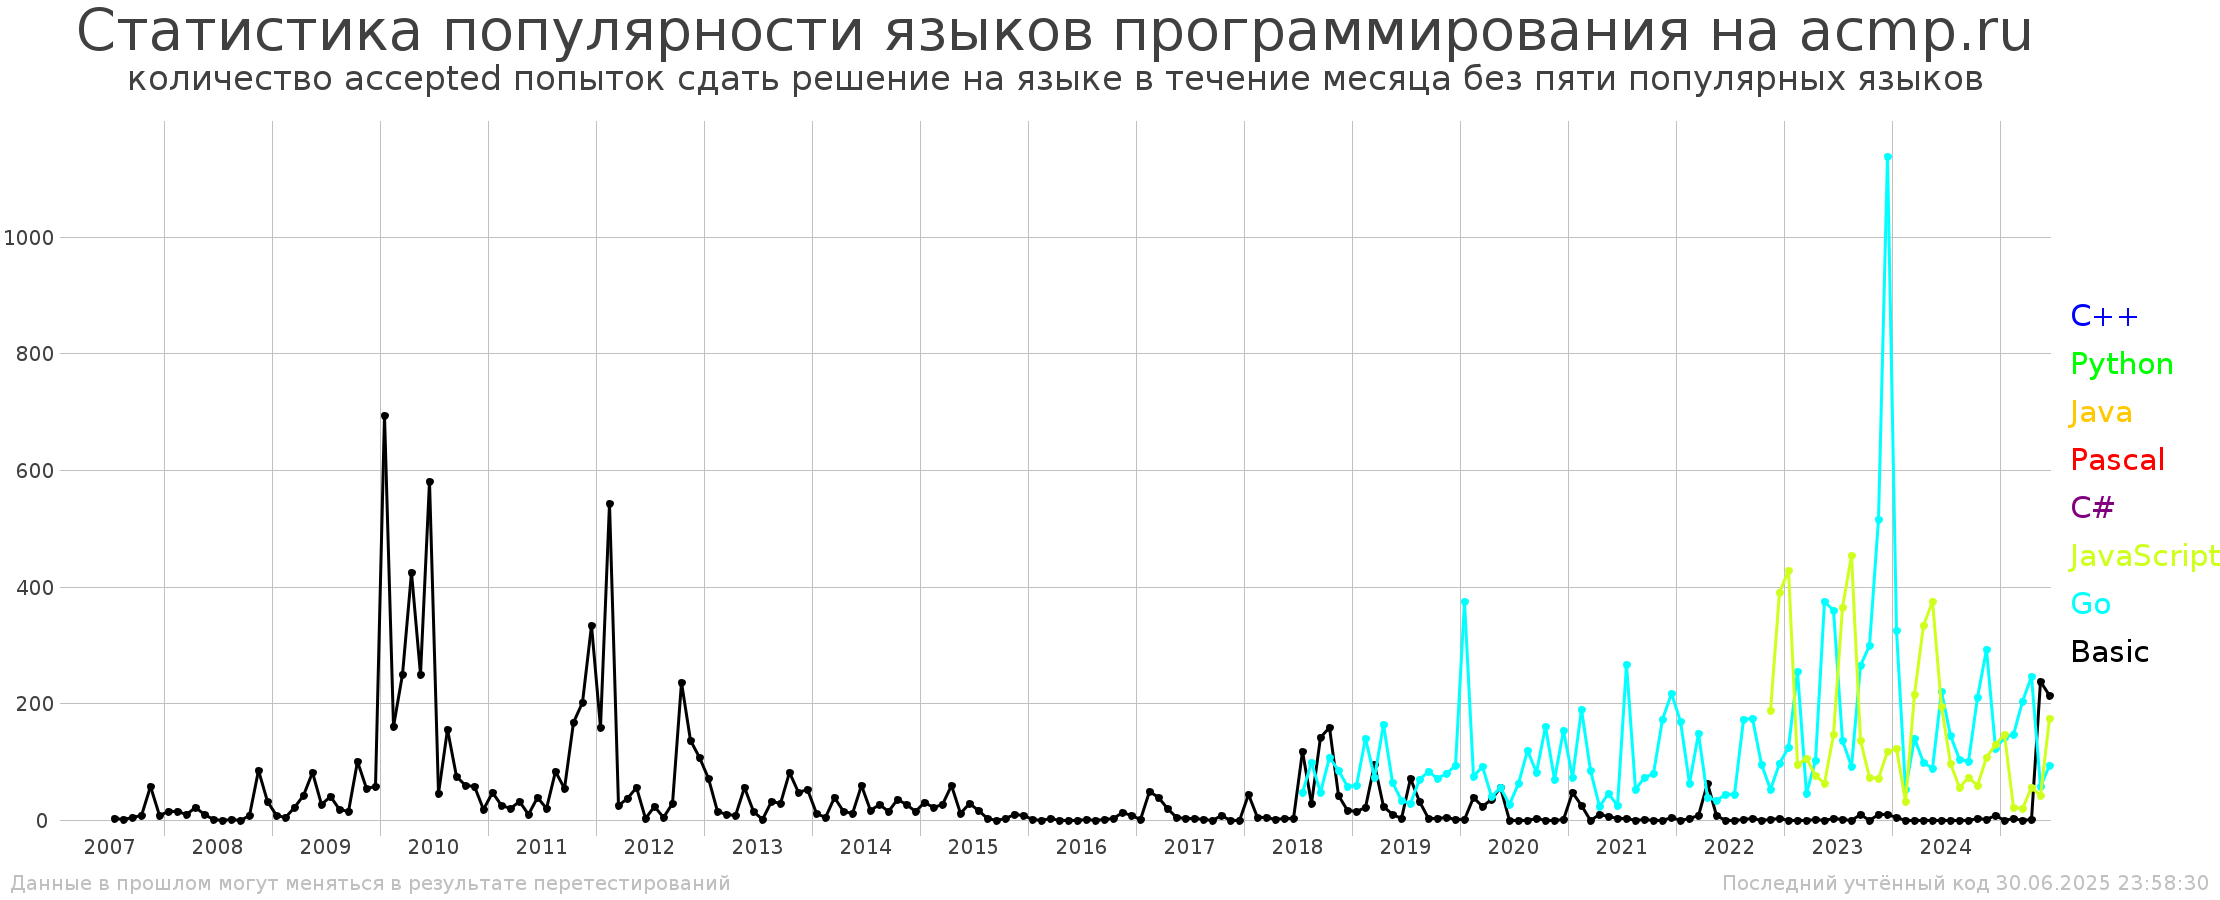 Статистика популярности языков программирования на acmp.ru
количество accepted попыток сдать решение на языке в течение месяца без пяти популярных языков
1000
800
600
400
200
0
C++
Python
Java
Pascal
C#
JavaScript
Go
Basic
2007 2008 2009 2010 2011 2012 2013 2014 2015 2016 2017 2018 2019 2020 2021 2022 2023 2024
Данные в прошлом могут меняться в результате перетестирований
Последний учтённый код 30.06.2025 23:58:30